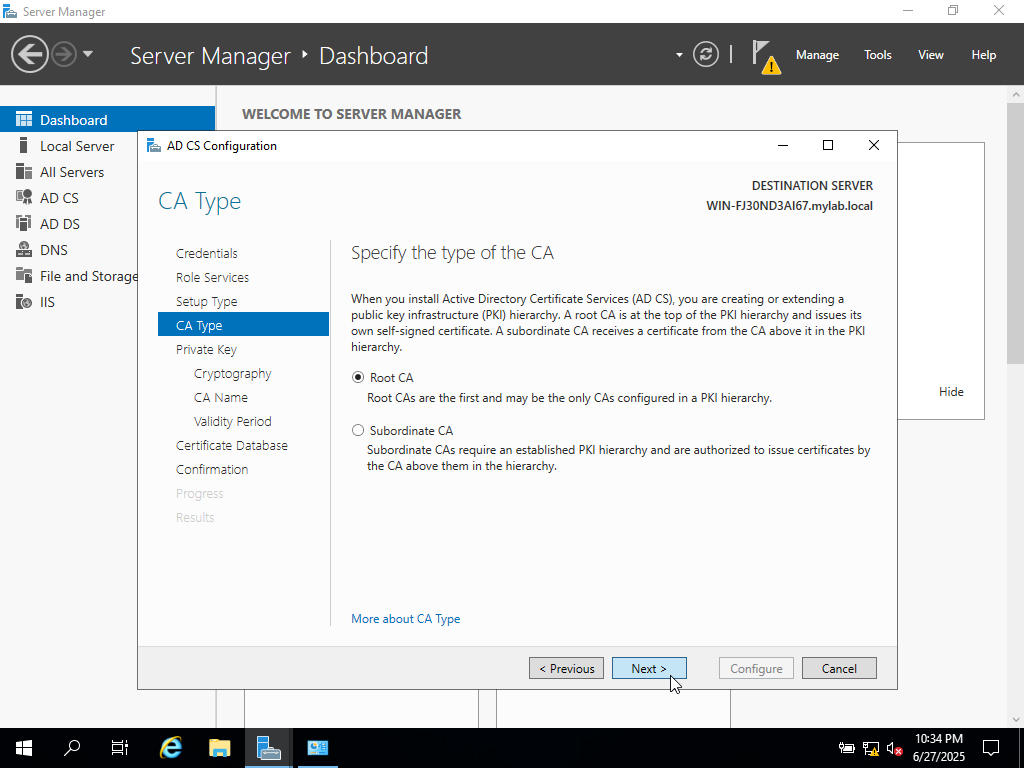 Server Manager
Server Manager ‣ Dashboard
Manage
Tools
View
Help
Dashboard
Local Server
All Servers
AD CS
AD DS
DNS
File and Storage
IIS
WELCOME TO SERVER MANAGER
Hide
AD CS Configuration
CA Type
DESTINATION SERVER
WIN-FJ30ND3AI67.mylab.local
Credentials
Role Services
Setup Type
CA Type
Private Key
Cryptography
CA Name
Validity Period
Certificate Database
Confirmation
Progress
Results
Specify the type of the CA
When you install Active Directory Certificate Services (AD CS), you are creating or extending a
public key infrastructure (PKI) hierarchy. A root CA is at the top of the PKI hierarchy and issues its
own self-signed certificate. A subordinate CA receives a certificate from the CA above it in the PKI
hierarchy.
Root CA
Root CAs are the first and may be the only CAs configured in a PKI hierarchy.
Subordinate CA
Subordinate CAs require an established PKI hierarchy and are authorized to issue certificates by
the CA above them in the hierarchy.
More about CA Type
< Previous
Next >
Configure
Cancel
10:34 PM
6/27/2025